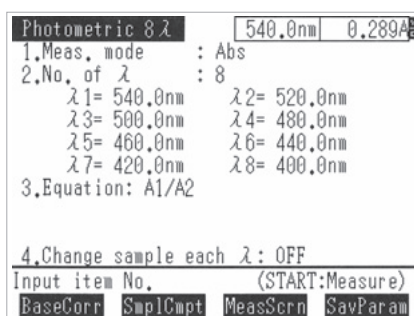 Photometric 8λ 540.0nm 0.289A
1.Meas. mode : Abs
2.No. of λ : 8
λ1= 540.0nm λ2= 520.0nm
λ3= 500.0nm λ4= 480.0nm
λ5= 460.0nm λ6= 440.0nm
λ7= 420.0nm λ8= 400.0nm
3.Equation: A1/A2
4.Change sample each λ: OFF
Input item No. (START:Measure)
BaseCorr SmplCmpt MeasScrn SavParam